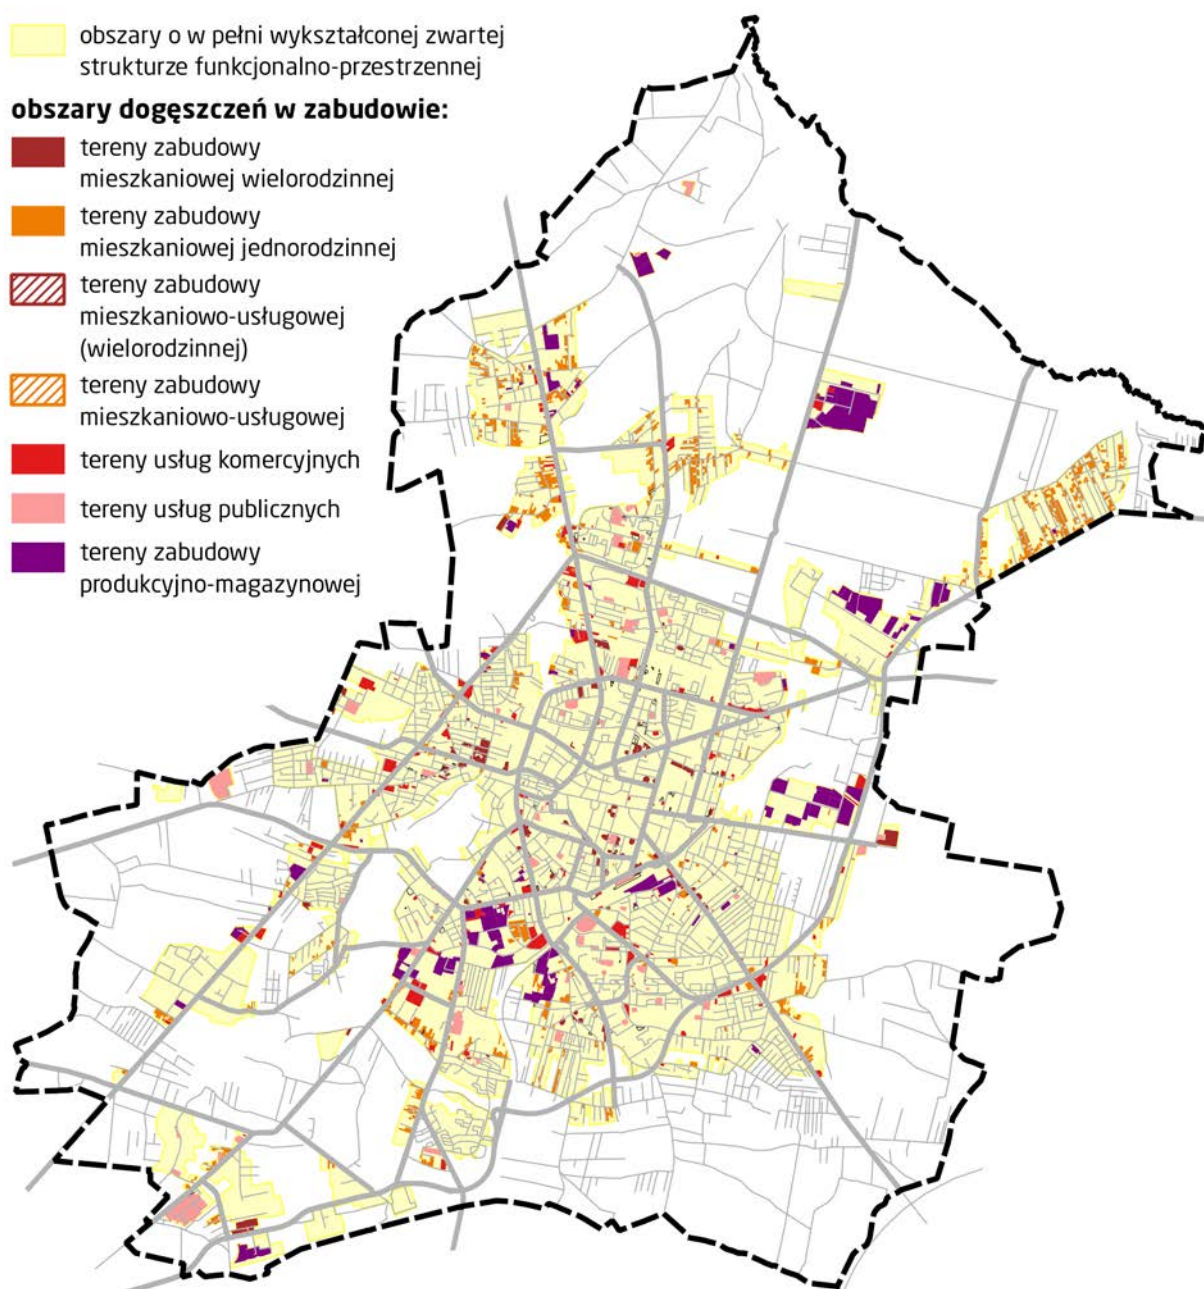 obszary o w pełni wykształconej zwartej
strukturze funkcjonalno-przestrzennej
obszary dogęszczeń w zabudowie:
tereny zabudowy
mieszkaniowej wielorodzinnej
tereny zabudowy
mieszkaniowej jednorodzinnej
tereny zabudowy
mieszkaniowo-usługowej
(wielorodzinnej)
tereny zabudowy
mieszkaniowo-usługowej
tereny usług komercyjnych
tereny usług publicznych
tereny zabudowy
produkcyjno-magazynowej